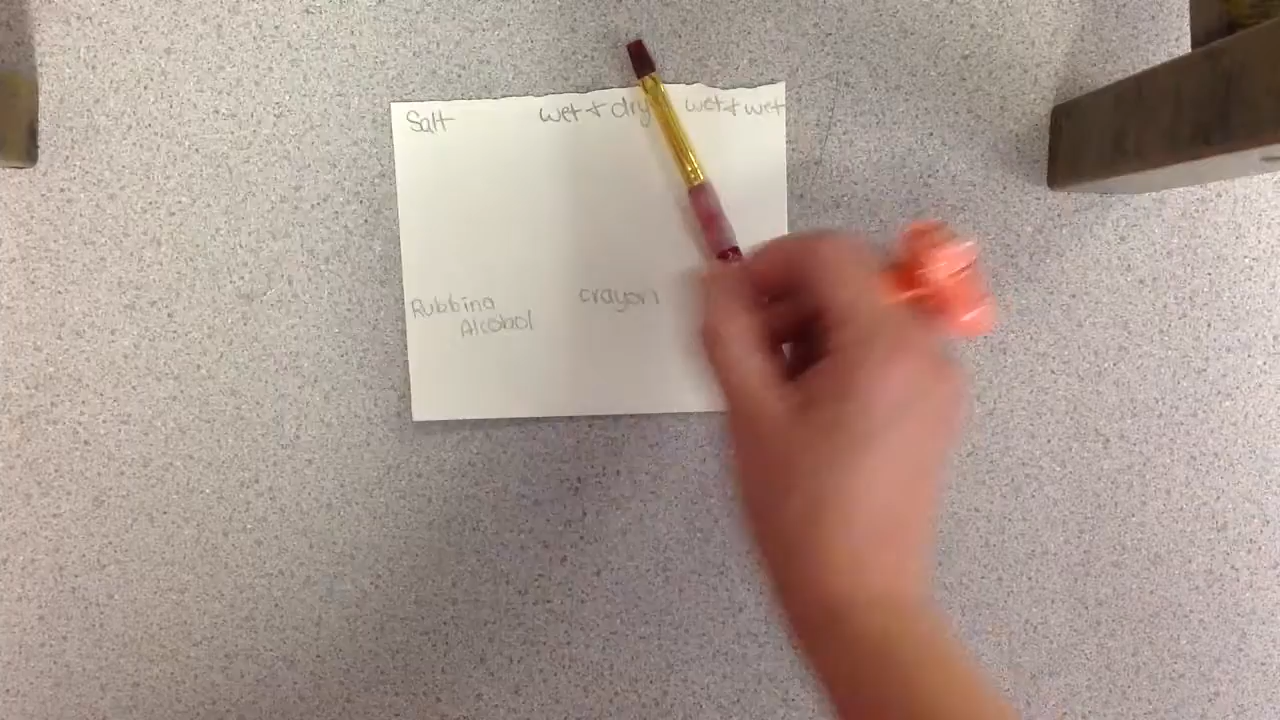 Salt
wet + dry
wet + wet
Rubbing
Alcohol
crayon